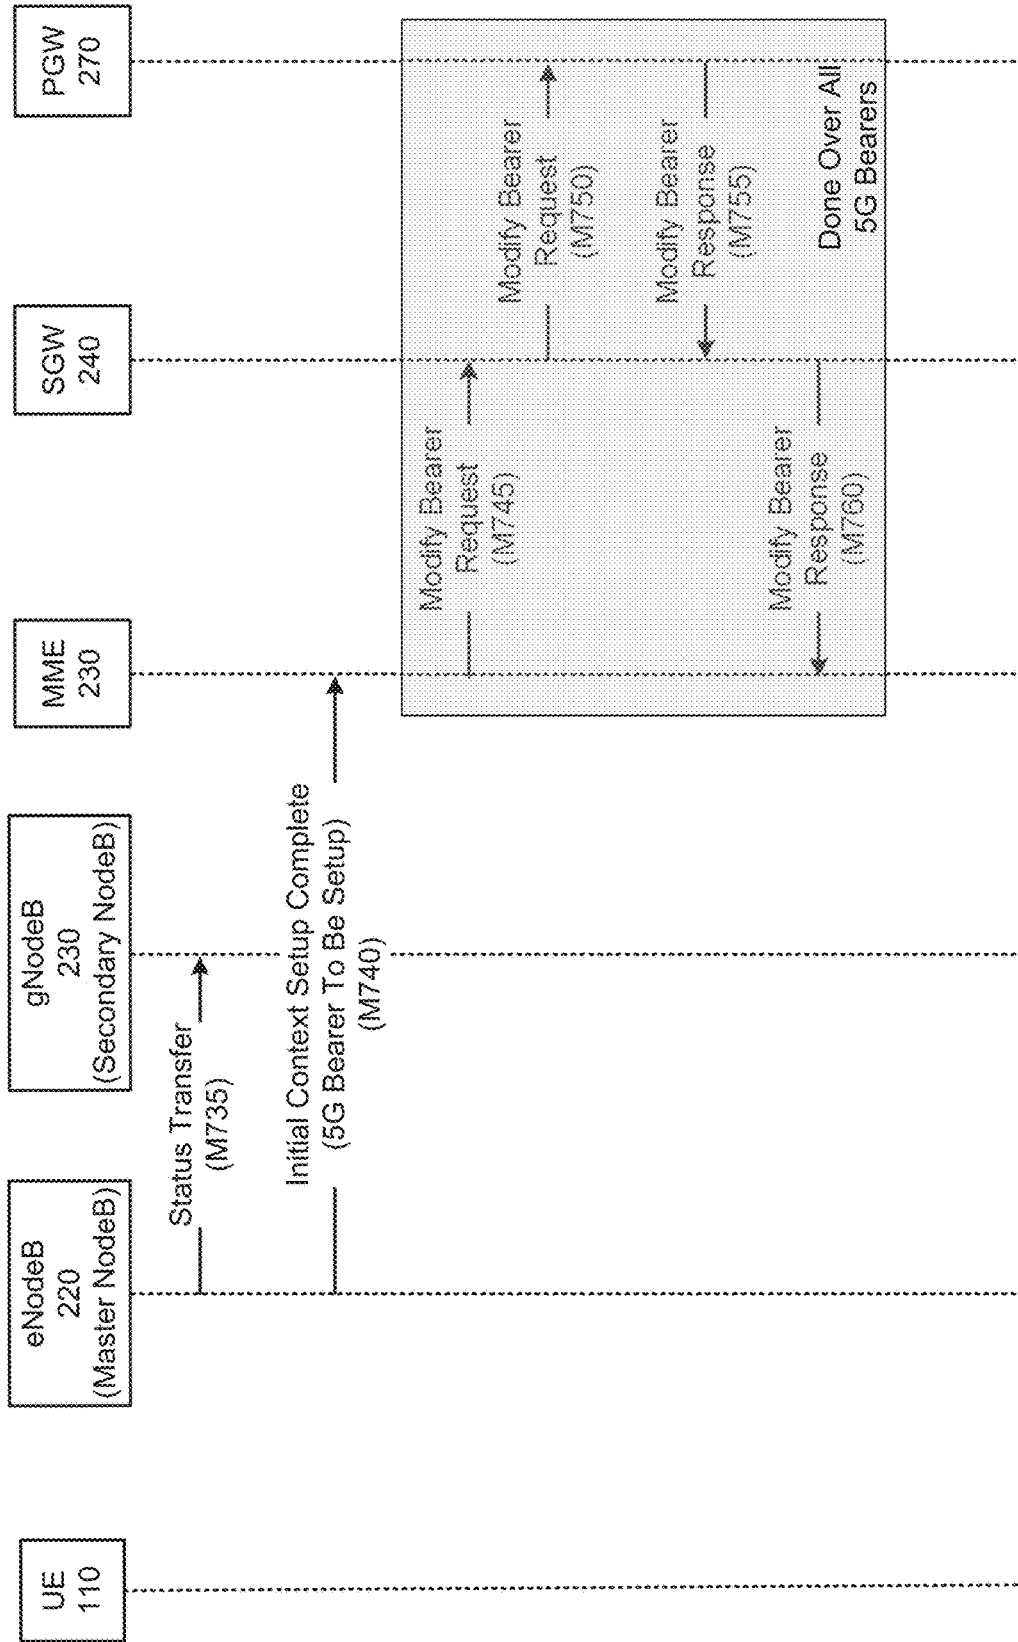 UE
110
eNodeB
220
(Master NodeB)
gNodeB
230
(Secondary NodeB)
MME
230
SGW
240
PGW
270
Status Transfer
(M735)
Initial Context Setup Complete
(5G Bearer To Be Setup)
(M740)
Modify Bearer
Request
(M745)
Modify Bearer
Request
(M750)
Modify Bearer
Response
(M755)
Modify Bearer
Response
(M760)
Done Over All
5G Bearers